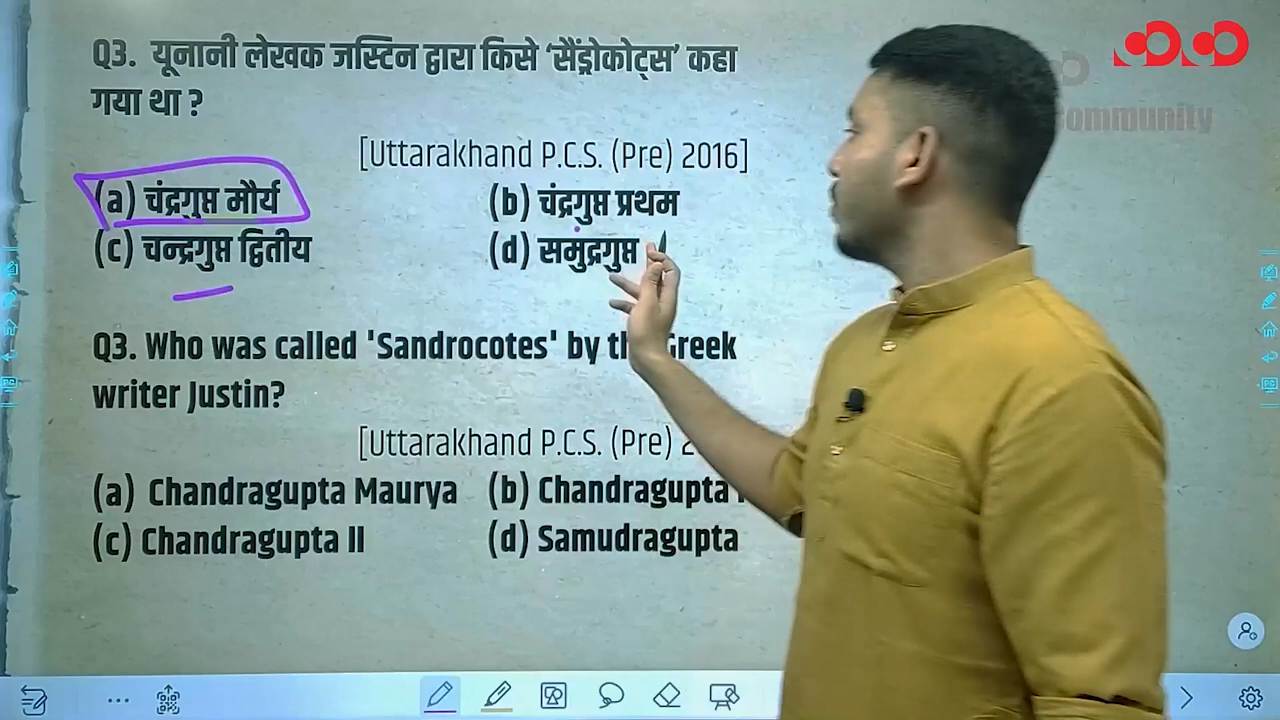 Q3. यूनानी लेखक जस्टिन द्वारा किसे ‘सैंड्रोकोट्स’ कहा
गया था ?
[Uttarakhand P.C.S. (Pre) 2016]
(a) चंद्रगुप्त मौर्य (b) चंद्रगुप्त प्रथम
(c) चन्द्रगुप्त द्वितीय (d) समुद्रगुप्त
Q3. Who was called 'Sandrocotes' by Greek
writer Justin?
[Uttarakhand P.C.S. (Pre)
(a) Chandragupta Maurya (b) Chandragupta
(c) Chandragupta II (d) Samudragupta